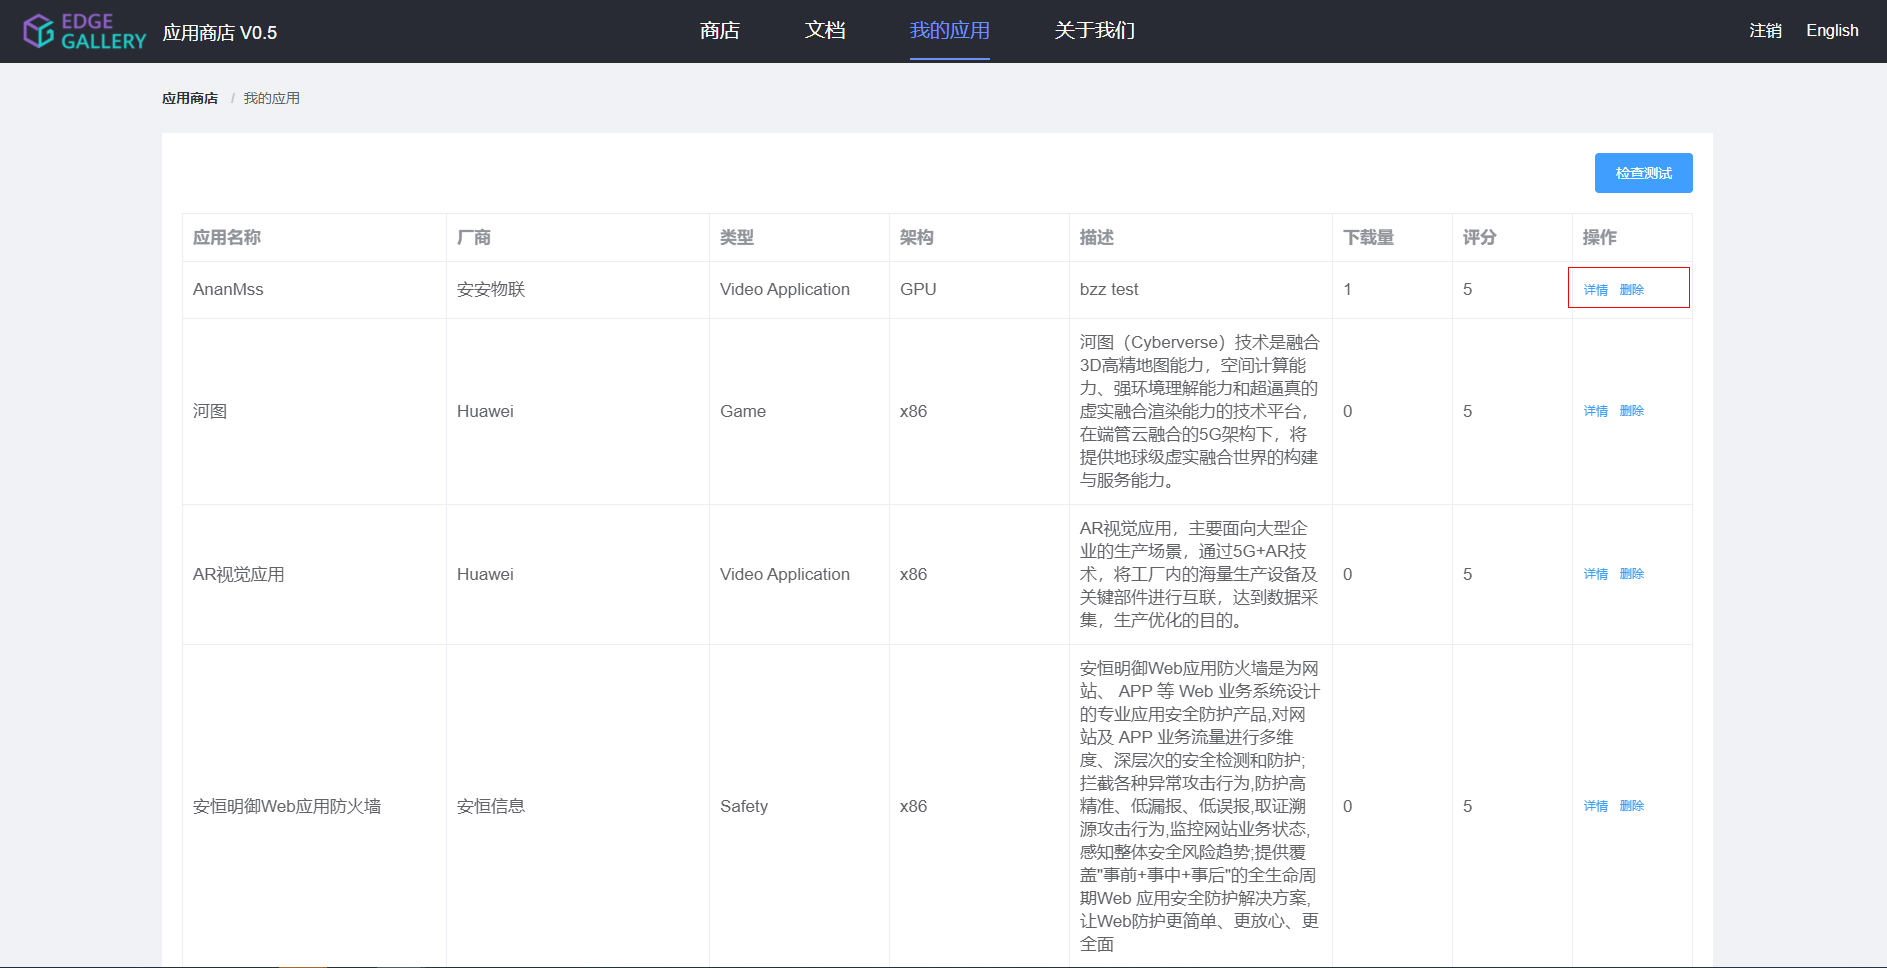 EDGE
GALLERY
应用商店 V0.5
商店
文档
我的应用
关于我们
注销
English
应用商店 / 我的应用
检查测试
应用名称
厂商
类型
架构
描述
下载量
评分
操作
AnanMss
安安物联
Video Application
GPU
bzz test
1
5
详情 删除
河图
Huawei
Game
x86
河图（Cyberverse）技术是融合
3D高精地图能力，空间计算能
力、强环境理解能力和超逼真的
虚实融合渲染能力的技术平台，
在端管云融合的5G架构下，将
提供地球级虚实融合世界的构建
与服务能力。
0
5
详情 删除
AR视觉应用
Huawei
Video Application
x86
AR视觉应用，主要面向大型企
业的生产场景，通过5G+AR技
术，将工厂内的海量生产设备及
关键部件进行互联，达到数据采
集，生产优化的目的。
0
5
详情 删除
安恒明御Web应用防火墙
安恒信息
Safety
x86
安恒明御Web应用防火墙是为网
站、 APP 等 Web 业务系统设计
的专业应用安全防护产品,对网
站及 APP 业务流量进行多维
度、深层次的安全检测和防护;
拦截各种异常攻击行为,防护高
精准、低漏报、低误报,取证溯
源攻击行为,监控网站业务状态,
感知整体安全风险趋势;提供覆
盖"事前+事中+事后"的全生命周
期Web 应用安全防护解决方案,
让Web防护更简单、更放心、更
全面
0
5
详情 删除